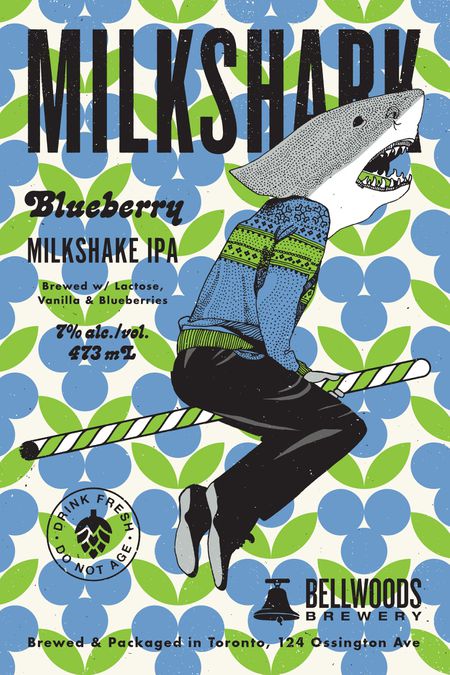 MILKSHARK
Blueberry
MILKSHAKE IPA
Brewed w/ Lactose,
Vanilla & Blueberries
7% alc./vol.
473 mL
DRINK FRESH
DO NOT AGE
BELLWOODS
BREWERY
Brewed & Packaged in Toronto, 124 Ossington Ave